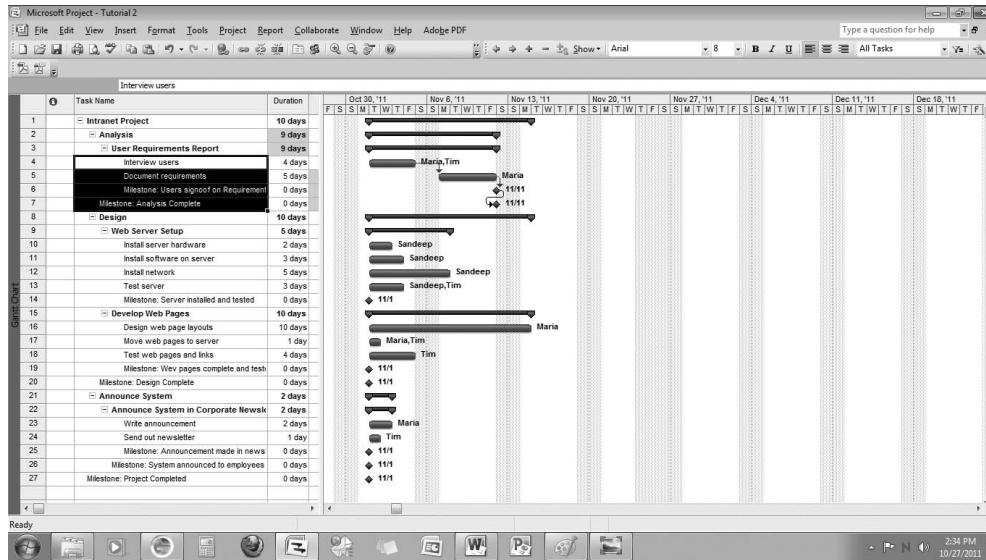 Microsoft Project - Tutorial 2
File Edit View Insert Format Tools Project Report Collaborate Window Help Adobe PDF
Type a question for help
Show Arial 8 B I U All Tasks
Interview users
Task Name Duration Oct 30, '11 Nov 6, '11 Nov 13, '11 Nov 20, '11 Nov 27, '11 Dec 4, '11 Dec 11, '11 Dec 18, '11
F S S M T W T F S S M T W T F S S M T W T F S S M T W T F S S M T W T F S S M T W T F S S M T W T F S S M T W T F
1 Intranet Project 10 days
2 Analysis 9 days
3 User Requirements Report 9 days
4 Interview users 4 days Maria,Tim
5 Document requirements 5 days Maria
6 Milestone: Users signoof on Requirement 0 days 11/11
7 Milestone: Analysis Complete 0 days 11/11
8 Design 10 days
9 Web Server Setup 5 days
10 Install server hardware 2 days Sandeep
11 Install software on server 3 days Sandeep
12 Install network 5 days Sandeep
13 Test server 3 days Sandeep,Tim
14 Milestone: Server installed and tested 0 days 11/1
15 Develop Web Pages 10 days
16 Design web page layouts 10 days Maria
17 Move web pages to server 1 day Maria,Tim
18 Test web pages and links 4 days Tim
19 Milestone: Wev pages complete and test 0 days 11/1
20 Milestone: Design Complete 0 days 11/1
21 Announce System 2 days
22 Announce System in Corporate Newsle 2 days
23 Write announcement 2 days Maria
24 Send out newsletter 1 day Tim
25 Milestone: Announcement made in news 0 days 11/1
26 Milestone: System announced to employees 0 days 11/1
27 Milestone: Project Completed 0 days 11/1
Gantt Chart
Ready
2:34 PM
10/27/2011